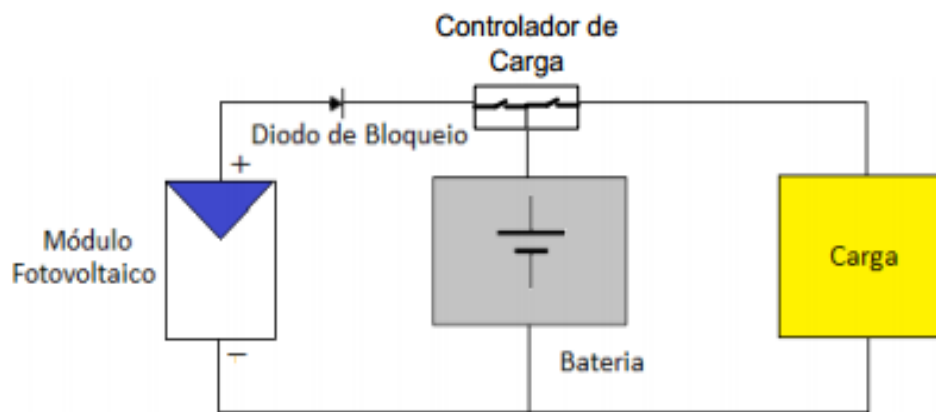 Controlador de
Carga
Diodo de Bloqueio
+
Módulo
Fotovoltaico
Carga
−
Bateria